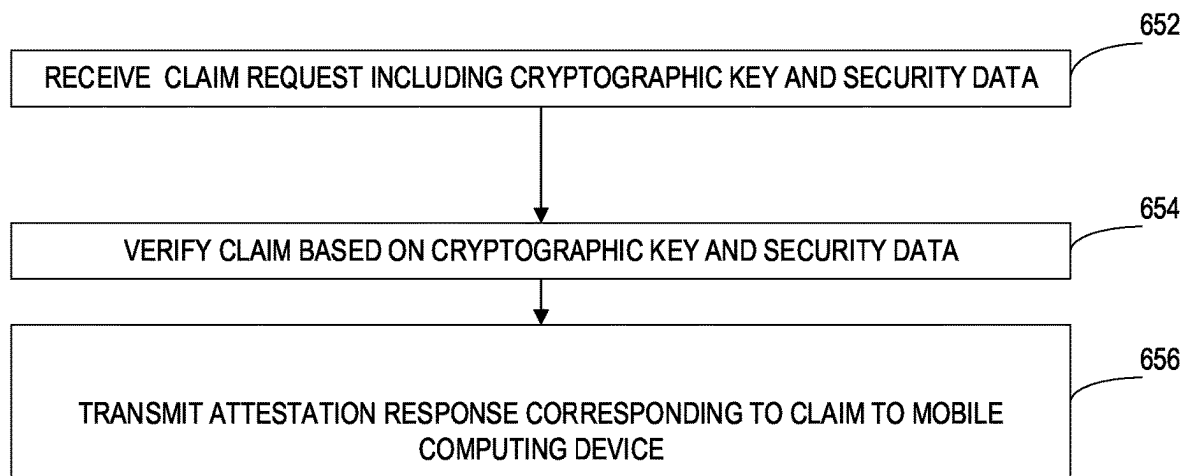 652
RECEIVE CLAIM REQUEST INCLUDING CRYPTOGRAPHIC KEY AND SECURITY DATA
654
VERIFY CLAIM BASED ON CRYPTOGRAPHIC KEY AND SECURITY DATA
656
TRANSMIT ATTESTATION RESPONSE CORRESPONDING TO CLAIM TO MOBILE
COMPUTING DEVICE